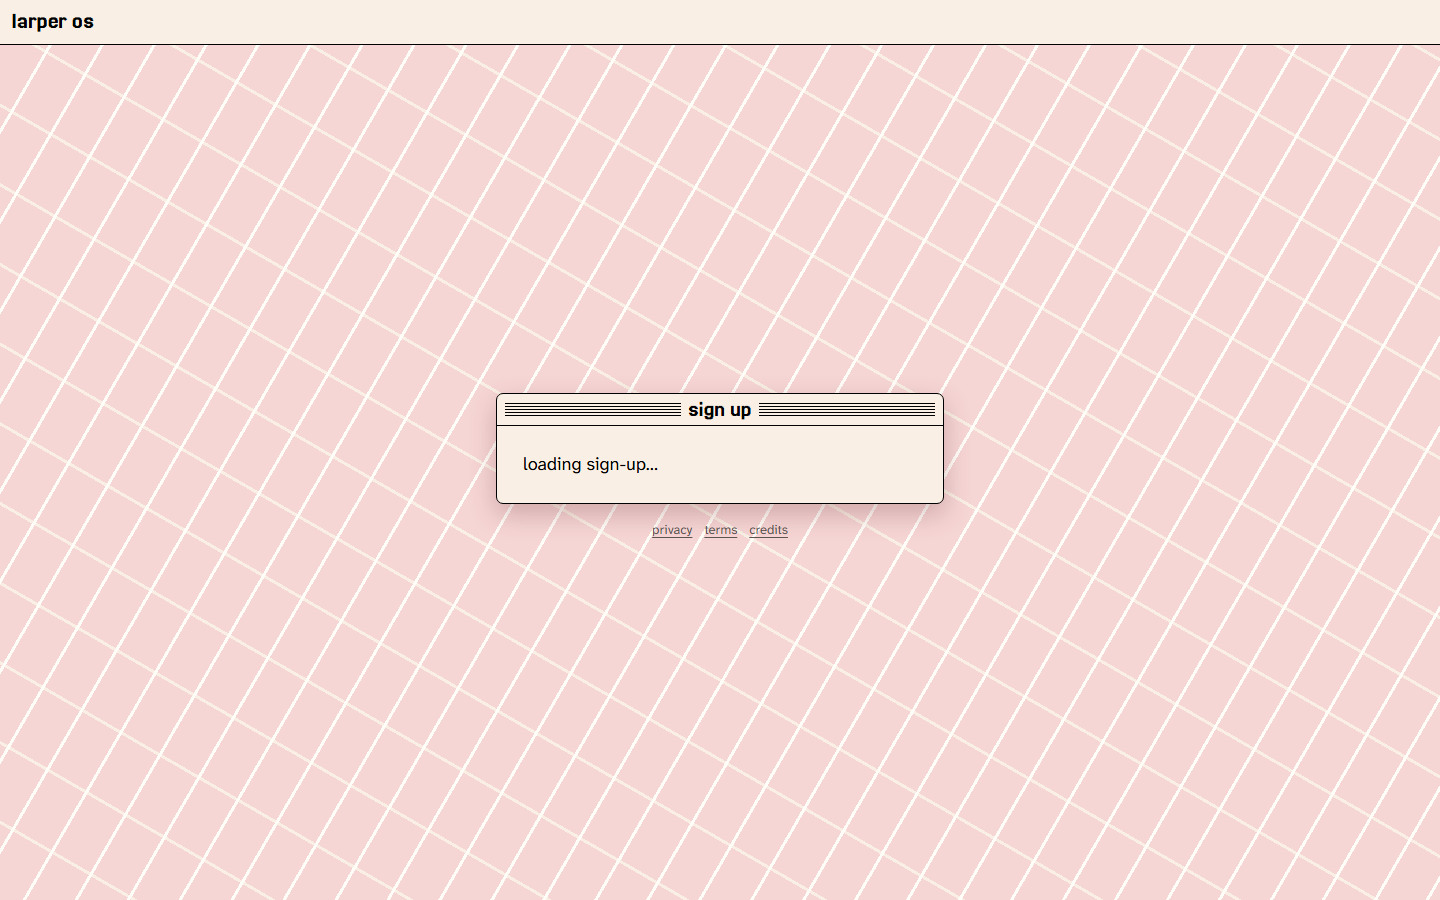 larper os
sign up
loading sign-up...
privacy terms credits